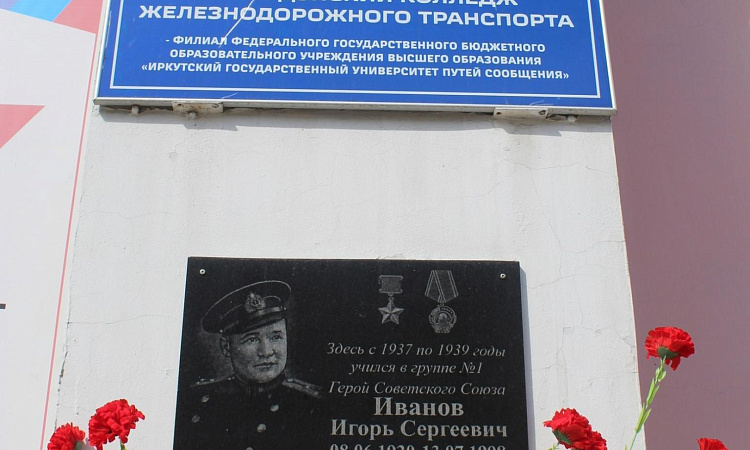 КОЛЛЕДЖ
ЖЕЛЕЗНОДОРОЖНОГО ТРАНСПОРТА
- ФИЛИАЛ ФЕДЕРАЛЬНОГО ГОСУДАРСТВЕННОГО БЮДЖЕТНОГО
ОБРАЗОВАТЕЛЬНОГО УЧРЕЖДЕНИЯ ВЫСШЕГО ОБРАЗОВАНИЯ
«ИРКУТСКИЙ ГОСУДАРСТВЕННЫЙ УНИВЕРСИТЕТ ПУТЕЙ СООБЩЕНИЯ»
Здесь с 1937 по 1939 годы
учился в группе №1
Герой Советского Союза
Иванов
Игорь Сергеевич